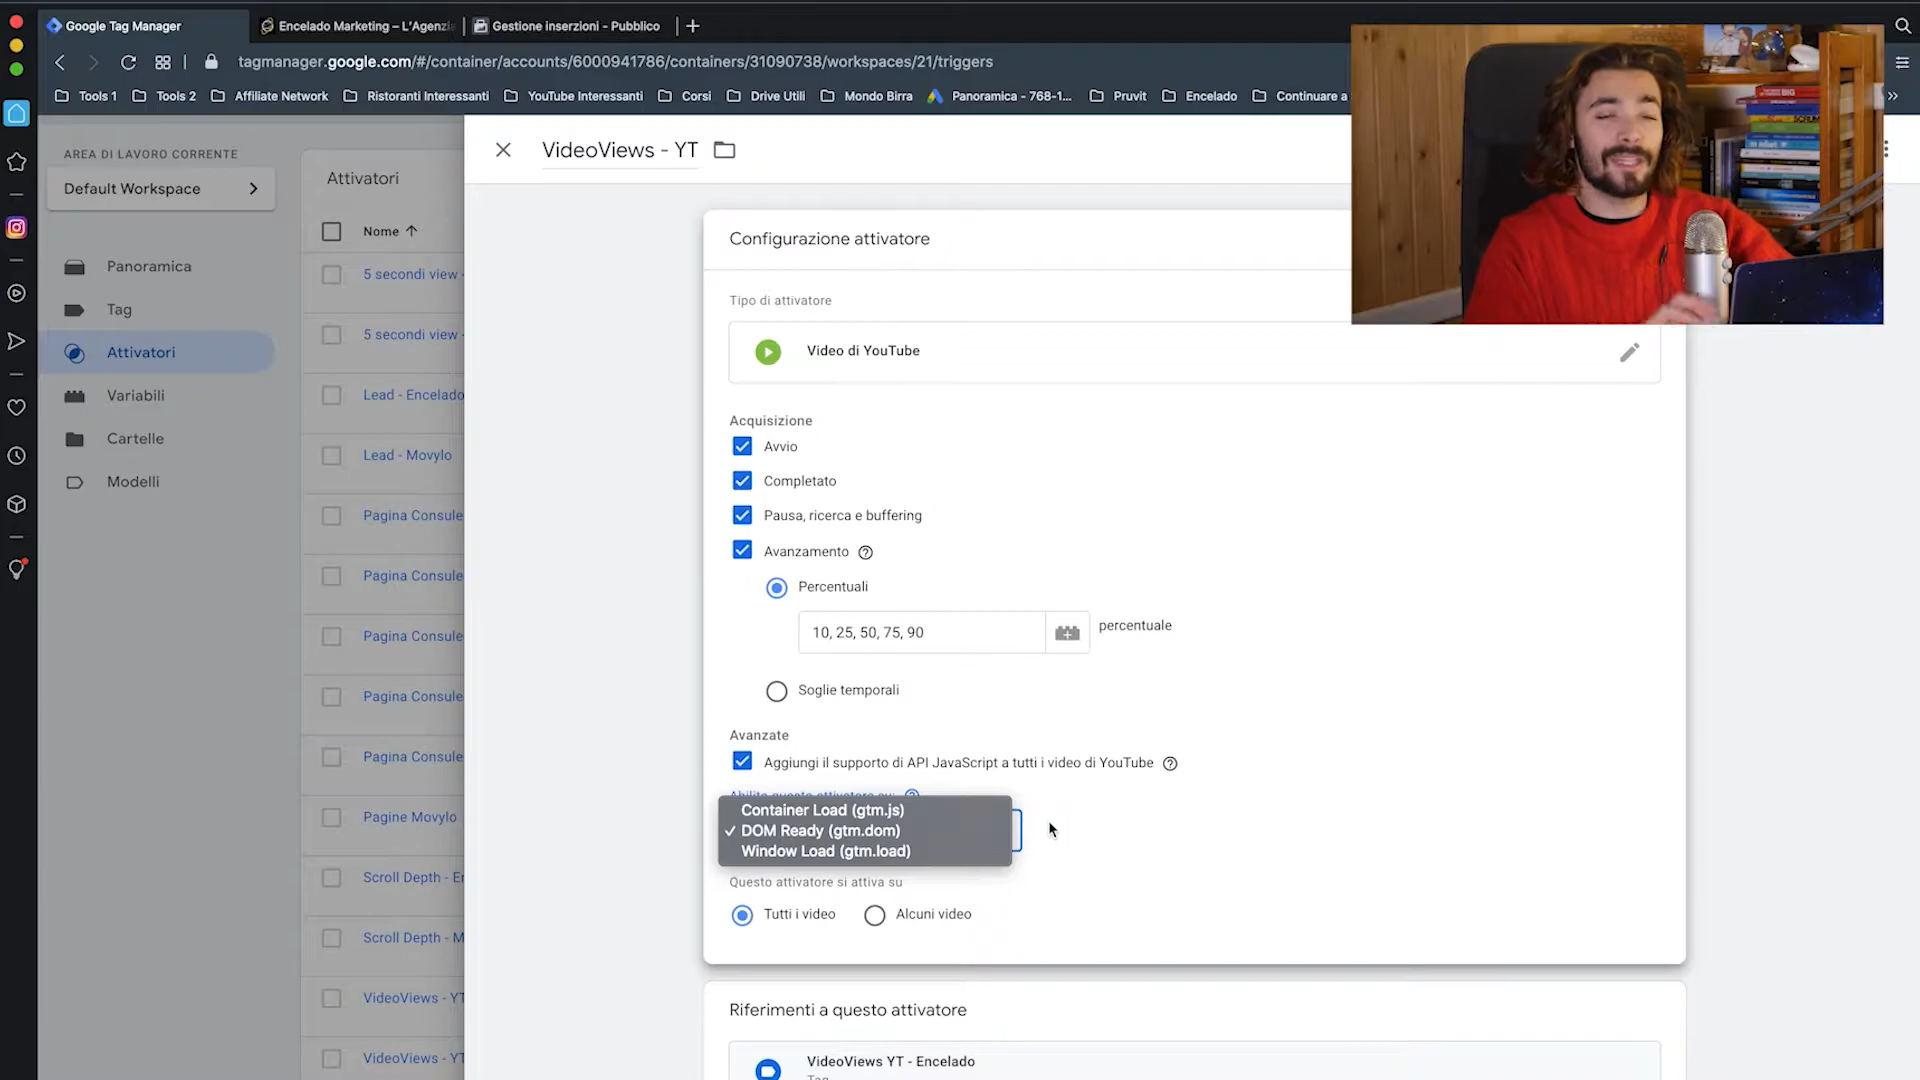 Google Tag Manager
Encelado Marketing – L'Agenzi
Gestione inserzioni - Pubblico
tagmanager.google.com/#/container/accounts/6000941786/containers/31090738/workspaces/21/triggers
Tools 1
Tools 2
Affiliate Network
Ristoranti Interessanti
YouTube Interessanti
Corsi
Drive Utili
Mondo Birra
Panoramica - 768-1...
Pruvit
Encelado
Continuare a
AREA DI LAVORO CORRENTE
Default Workspace
Panoramica
Tag
Attivatori
Variabili
Cartelle
Modelli
Attivatori
Nome
5 secondi view -
5 secondi view -
Lead - Encelado
Lead - Movylo
Pagina Consule
Pagina Consule
Pagina Consule
Pagina Consule
Pagina Consule
Pagine Movylo
Scroll Depth - E
Scroll Depth - M
VideoViews - YT
VideoViews - YT
VideoViews - YT
Configurazione attivatore
Tipo di attivatore
Video di YouTube
Acquisizione
Avvio
Completato
Pausa, ricerca e buffering
Avanzamento
Percentuali
10, 25, 50, 75, 90
percentuale
Soglie temporali
Avanzate
Aggiungi il supporto di API JavaScript a tutti i video di YouTube
Abilita questo attivatore su:
Container Load (gtm.js)
✓ DOM Ready (gtm.dom)
Window Load (gtm.load)
Questo attivatore si attiva su
Tutti i video
Alcuni video
Riferimenti a questo attivatore
VideoViews YT - Encelado
Tag
BIG
SCRUM